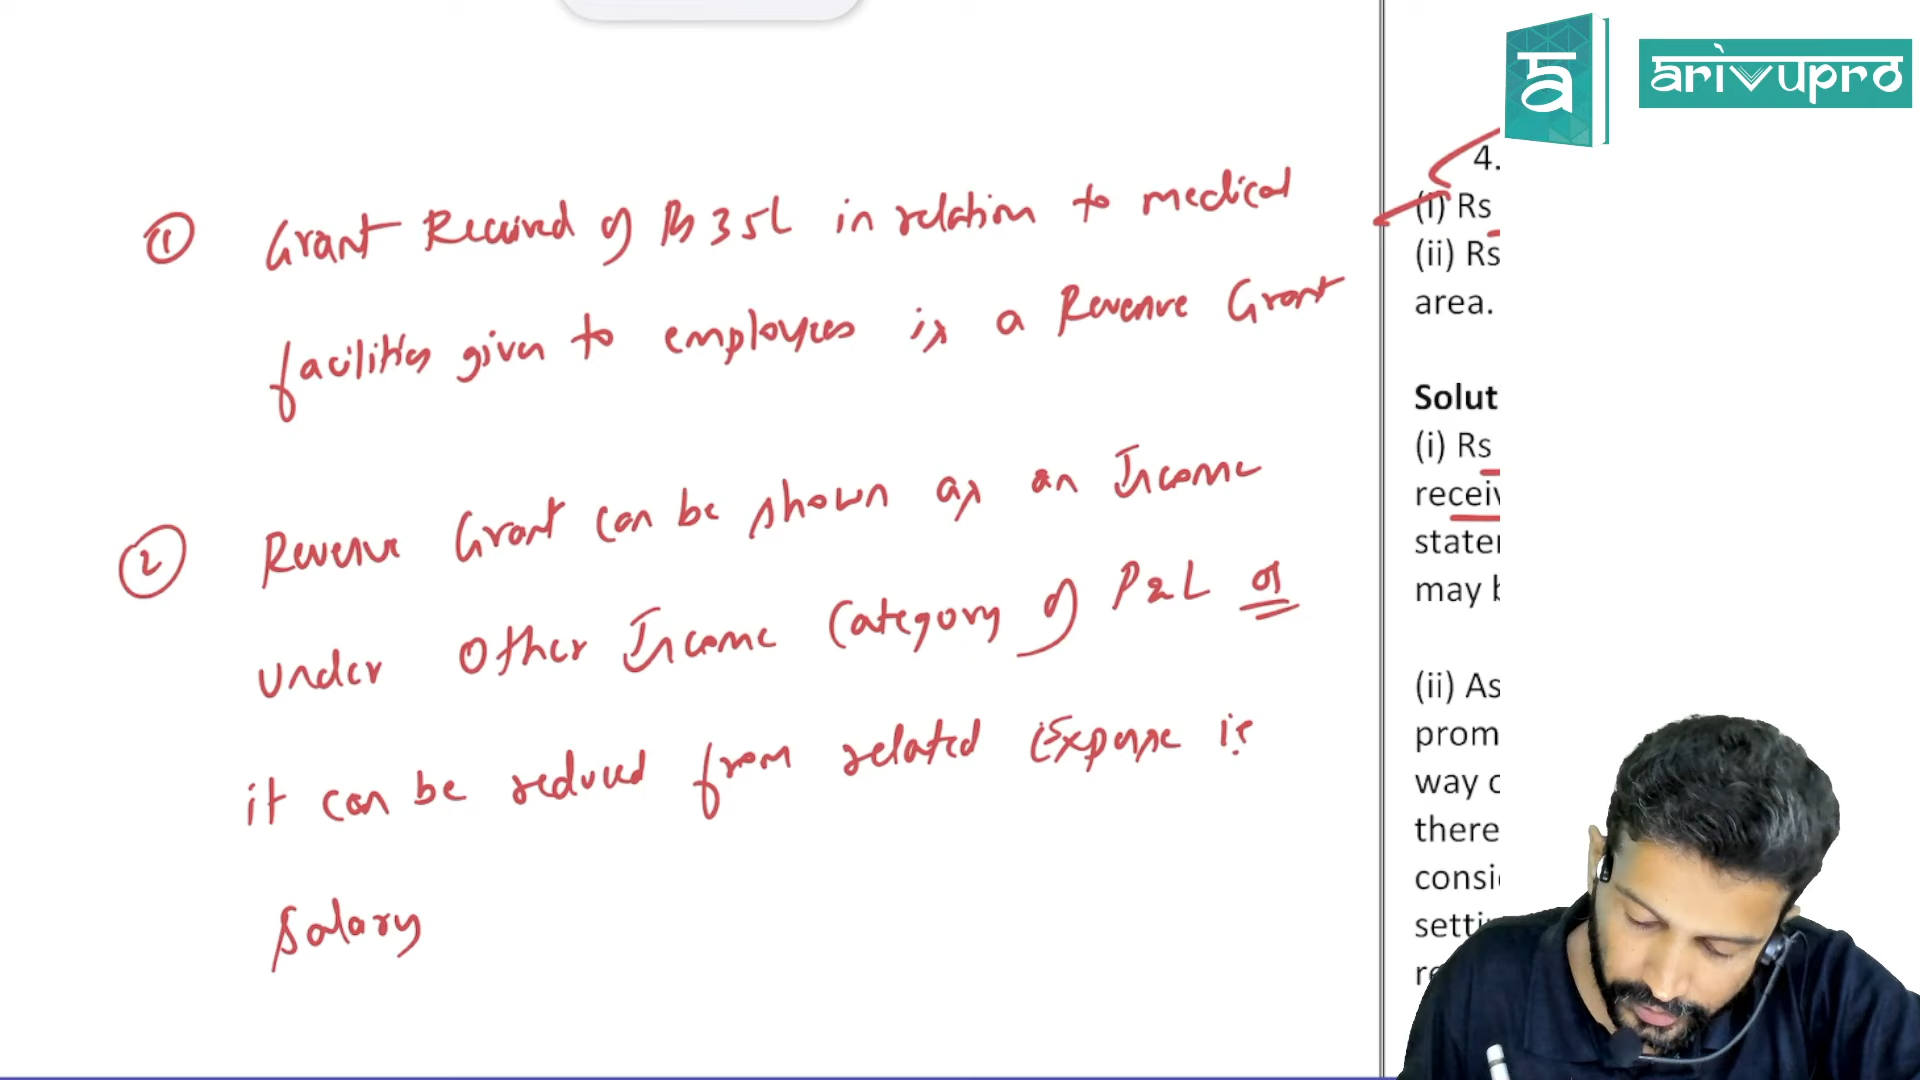 arivupro
① Grant Received of Rs 35L in relation to medical
facilities given to employees is a Revenue Grant
② Revenue Grant can be shown as an Income
under Other Income Category of P&L or
it can be reduced from related Expense ie
Salary
4.
(i) Rs
(ii) Rs
area.
Solut
(i) Rs
receiv
state
may b
(ii) As
prom
way c
there
consi
setti